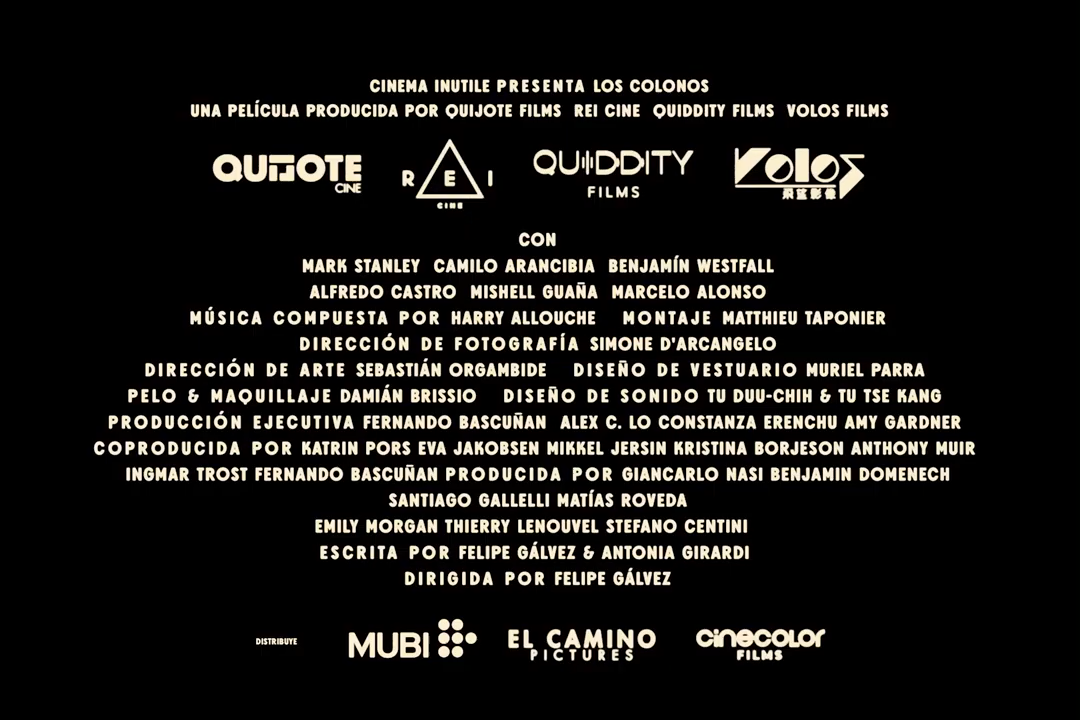 CINEMA INUTILE PRESENTA LOS COLONOS
UNA PELÍCULA PRODUCIDA POR QUIJOTE FILMS REI CINE QUIDDITY FILMS VOLOS FILMS
QUIJOTE CINE
REI CINE
QUIDDITY FILMS
Volos
CON
MARK STANLEY CAMILO ARANCIBIA BENJAMÍN WESTFALL
ALFREDO CASTRO MISHELL GUAÑA MARCELO ALONSO
MÚSICA COMPUESTA POR HARRY ALLOUCHE MONTAJE MATTHIEU TAPONIER
DIRECCIÓN DE FOTOGRAFÍA SIMONE D'ARCANGELO
DIRECCIÓN DE ARTE SEBASTIÁN ORGAMBIDE DISEÑO DE VESTUARIO MURIEL PARRA
PELO & MAQUILLAJE DAMIÁN BRISSIO DISEÑO DE SONIDO TU DUU-CHIH & TU TSE KANG
PRODUCCIÓN EJECUTIVA FERNANDO BASCUÑAN ALEX C. LO CONSTANZA ERENCHU AMY GARDNER
COPRODUCIDA POR KATRIN PORS EVA JAKOBSEN MIKKEL JERSIN KRISTINA BORJESON ANTHONY MUIR
INGMAR TROST FERNANDO BASCUÑAN PRODUCIDA POR GIANCARLO NASI BENJAMIN DOMENECH
SANTIAGO GALLELLI MATÍAS ROVEDA
EMILY MORGAN THIERRY LENOUVEL STEFANO CENTINI
ESCRITA POR FELIPE GÁLVEZ & ANTONIA GIRARDI
DIRIGIDA POR FELIPE GÁLVEZ
DISTRIBUYE
MUBI
EL CAMINO PICTURES
cinecolor FILMS